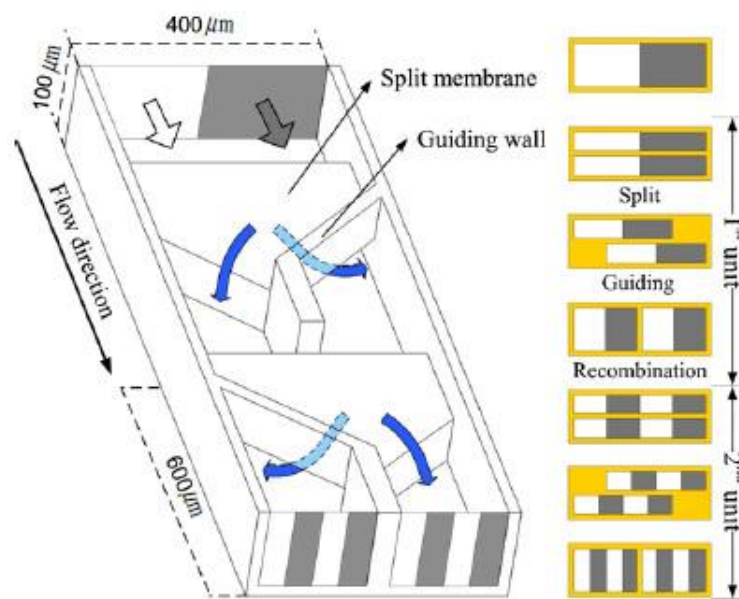 400 μm
100 μm
Split membrane
Guiding wall
Flow direction
600μm
Split
Guiding
Recombination
1st unit
2nd unit